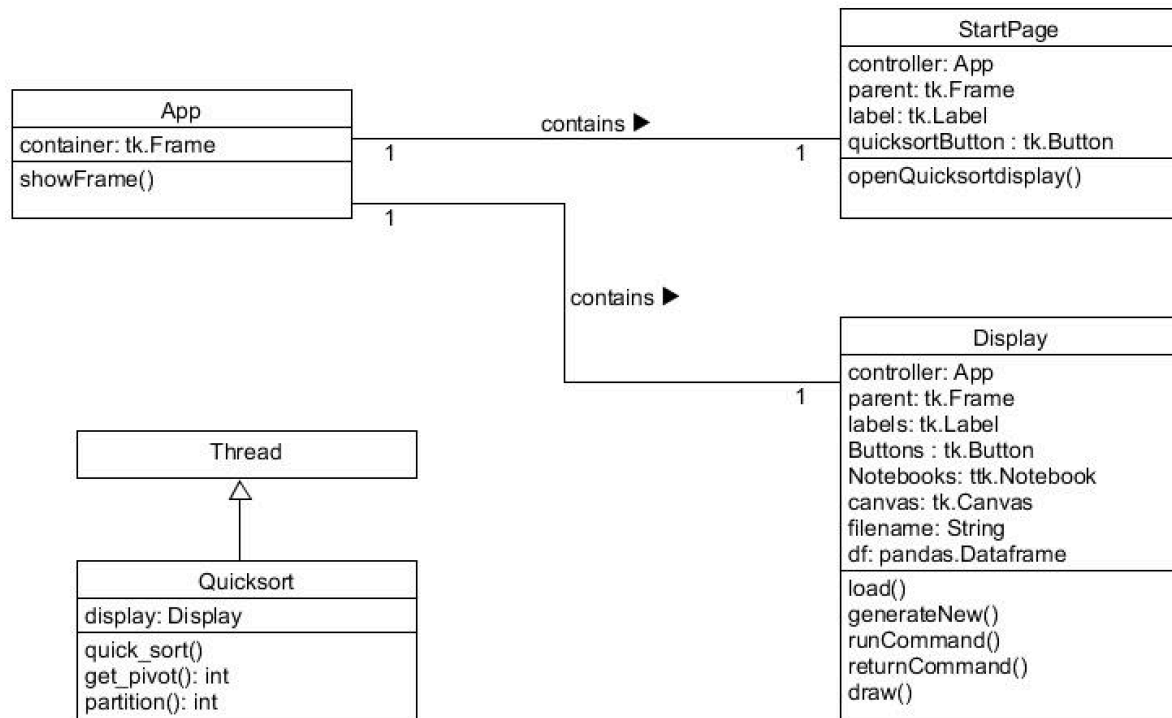 App
container: tk.Frame
showFrame()
contains ▶
1
1
StartPage
controller: App
parent: tk.Frame
label: tk.Label
quicksortButton : tk.Button
openQuicksortdisplay()
1
contains ▶
1
Display
controller: App
parent: tk.Frame
labels: tk.Label
Buttons : tk.Button
Notebooks: ttk.Notebook
canvas: tk.Canvas
filename: String
df: pandas.Dataframe
load()
generateNew()
runCommand()
returnCommand()
draw()
Thread
Quicksort
display: Display
quick_sort()
get_pivot(): int
partition(): int